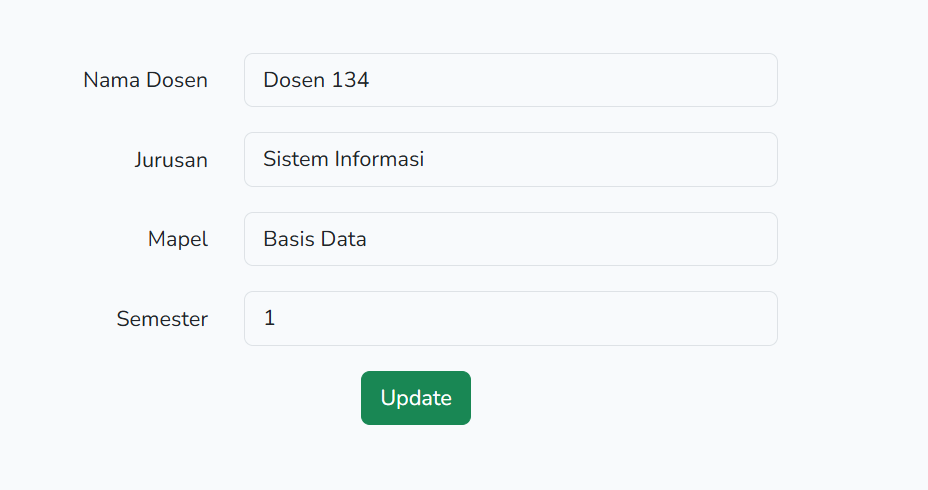 Nama Dosen Dosen 134
Jurusan Sistem Informasi
Mapel Basis Data
Semester 1
Update